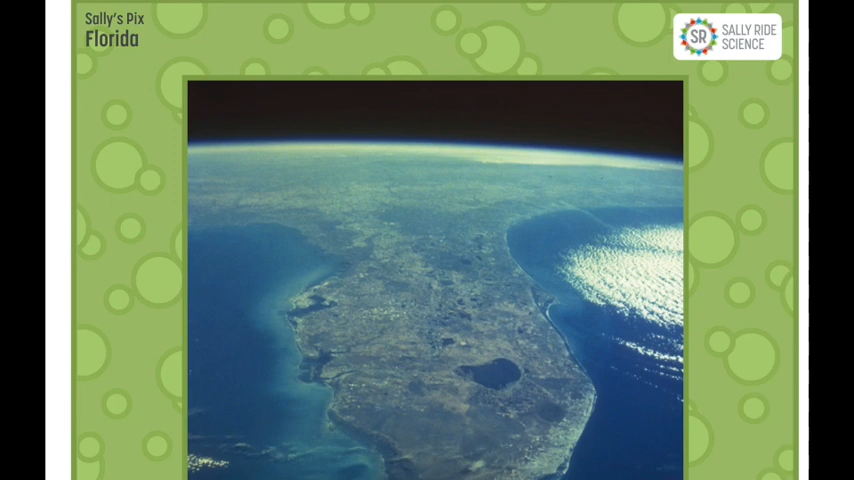 Sally's Pix
Florida
SR
SALLY RIDE
SCIENCE